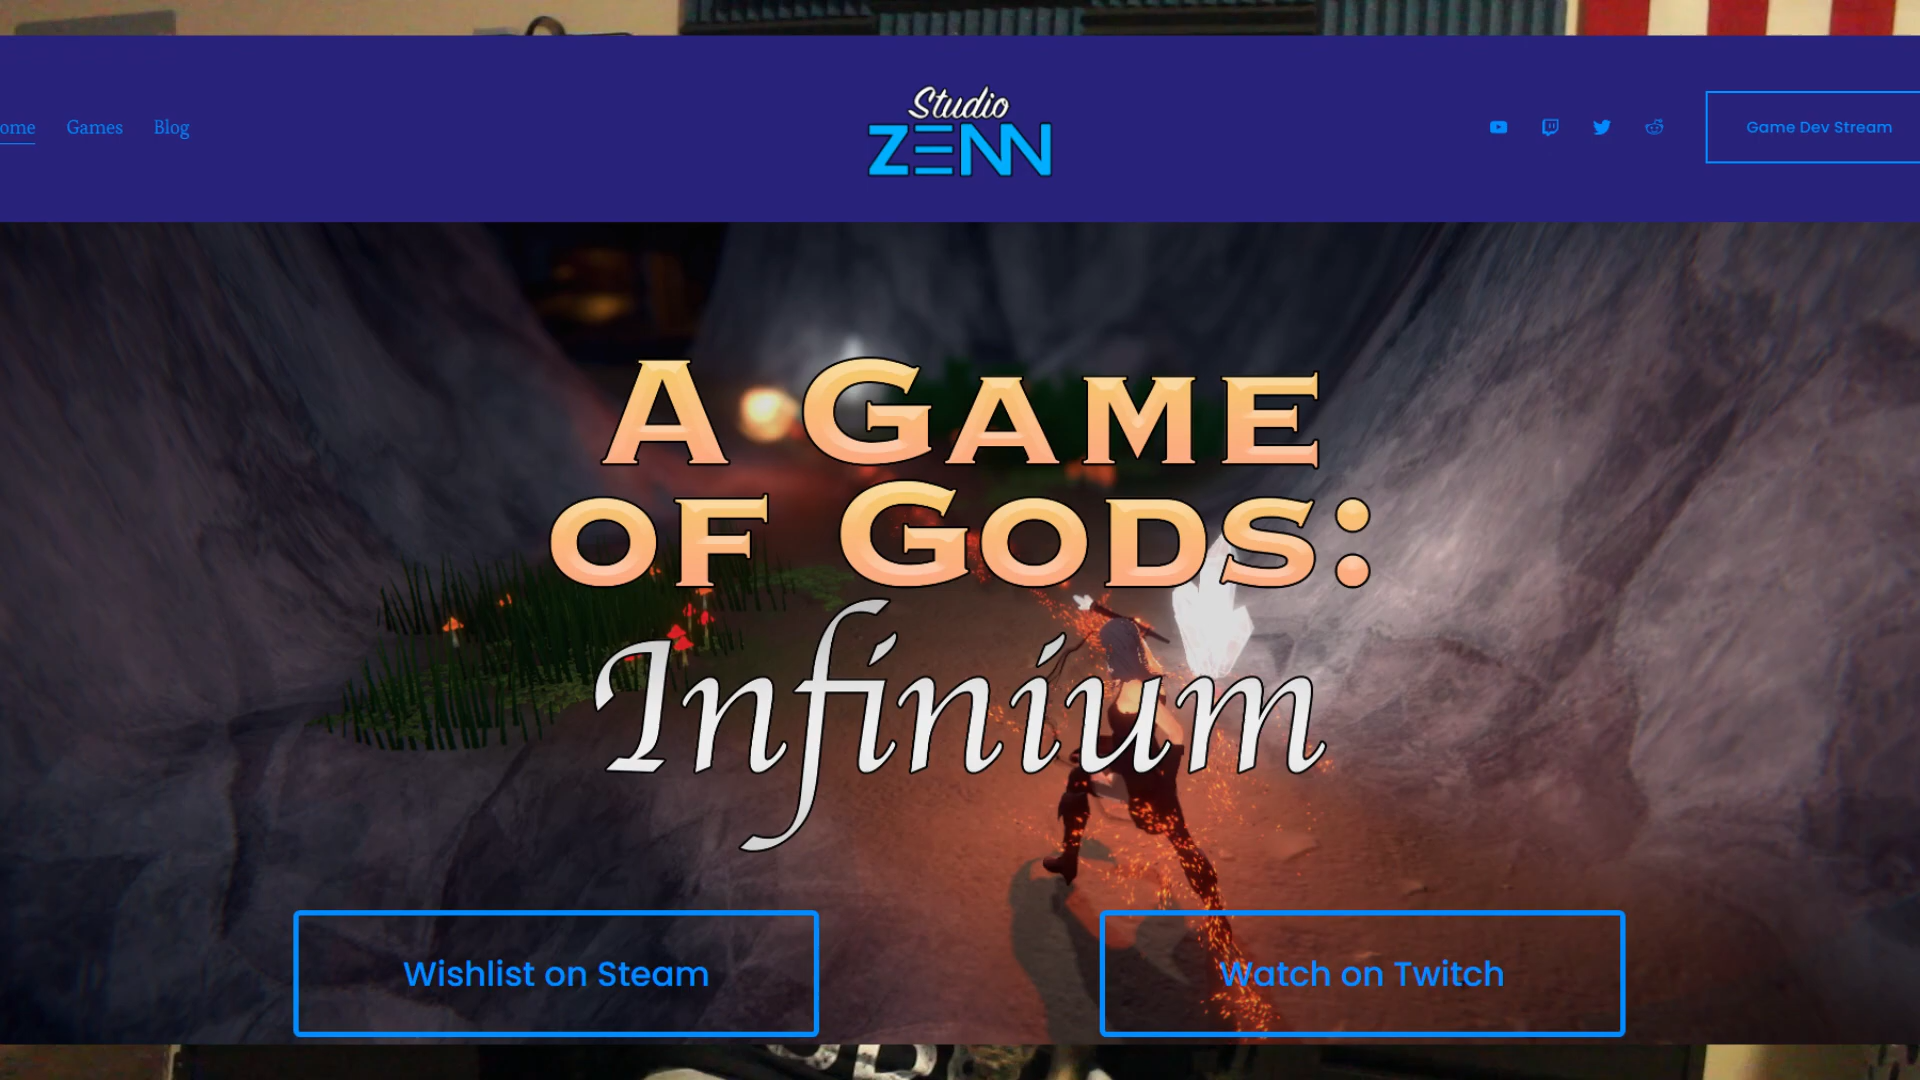 ome Games Blog
Studio
ZENN
Game Dev Stream
A GAME
OF GODS:
Infinium
Wishlist on Steam
Watch on Twitch